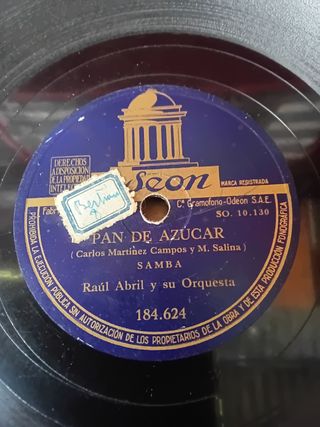 DERECHOS
A DISPOSICION
DE LA PROPIEDAD
INTELECTUAL
ODEON
MARCA REGISTRADA
Cª Gramofono-Odeon S.A.E.
SO. 10.130
PAN DE AZÚCAR
( Carlos Martínez Campos y M. Salina )
SAMBA
Raúl Abril y su Orquesta
184.624
PROHIBIDA LA EJECUCION PUBLICA SIN AUTORIZACION DE LOS PROPIETARIOS DE LA OBRA Y DE ESTA PRODUCCION FONOGRAFICA